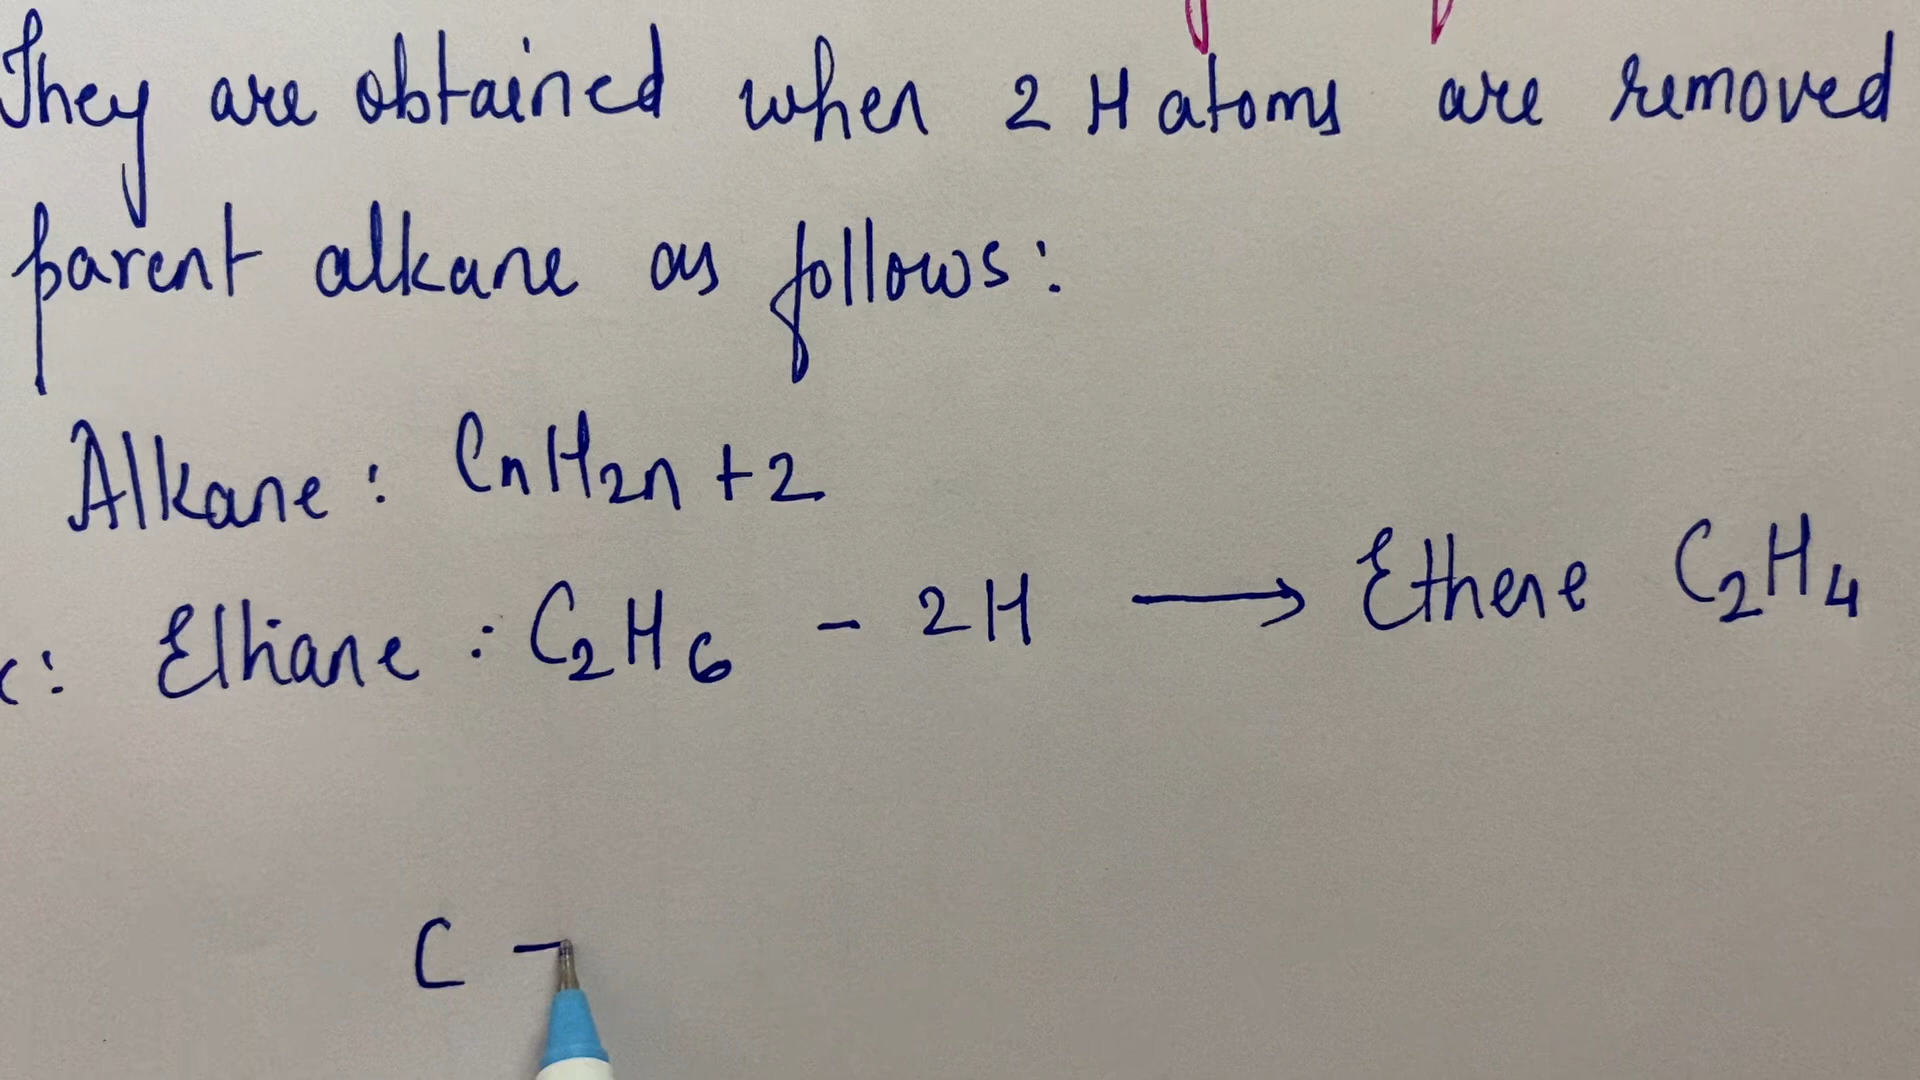 They are obtained when 2 H atoms are removed
parent alkane as follows:
Alkane: CnH2n+2
Ethane: C2H6 - 2H → Ethene C2H4
C -